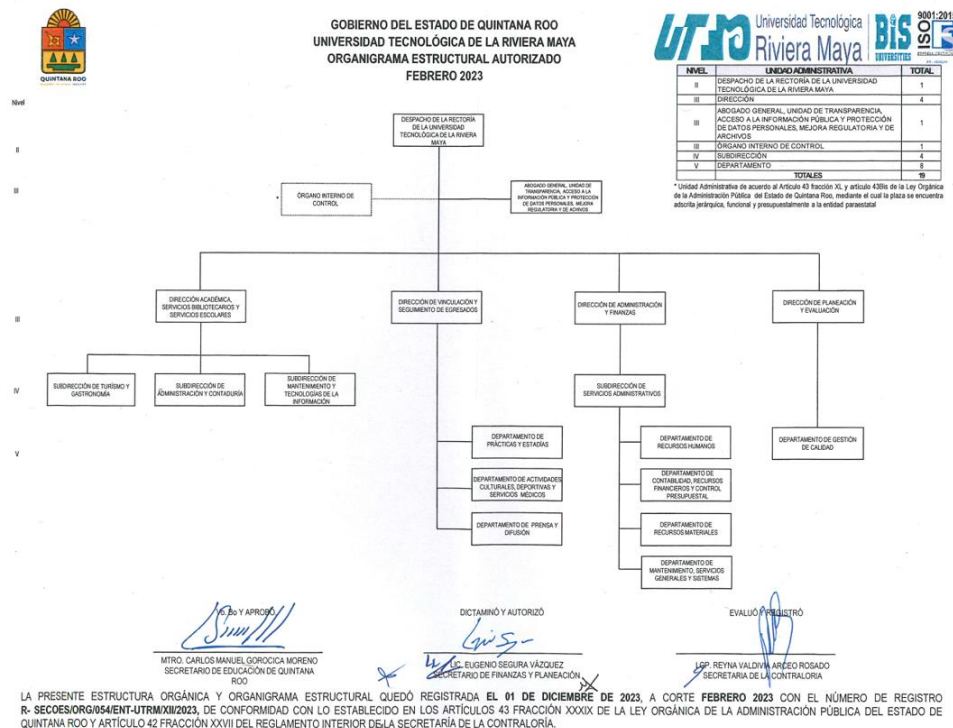 GOBIERNO DEL ESTADO DE QUINTANA ROO
UNIVERSIDAD TECNOLÓGICA DE LA RIVIERA MAYA
ORGANIGRAMA ESTRUCTURAL AUTORIZADO
FEBRERO 2023
QUINTANA ROO
UTRM
Universidad Tecnológica
Riviera Maya
BIS
UNIVERSITIES
ISO
9001:2015
NIVEL UNIDAD ADMINISTRATIVA TOTAL
II DESPACHO DE LA RECTORÍA DE LA UNIVERSIDAD TECNOLÓGICA DE LA RIVIERA MAYA 1
III DIRECCIÓN 4
III ABOGADO GENERAL, UNIDAD DE TRANSPARENCIA, ACCESO A LA INFORMACIÓN PÚBLICA Y PROTECCIÓN DE DATOS PERSONALES, MEJORA REGULATORIA Y DE ARCHIVOS 1
III ÓRGANO INTERNO DE CONTROL 1
IV SUBDIRECCIÓN 4
V DEPARTAMENTO 8
TOTALES 19
* Unidad Administrativa de acuerdo al Artículo 43 fracción XL y artículo 43Bis de la Ley Orgánica
de la Administración Pública del Estado de Quintana Roo, mediante el cual la plaza se encuentra
adscrita jerárquica, funcional y presupuestalmente a la entidad paraestatal
Nivel
II
DESPACHO DE LA RECTORÍA
DE LA UNIVERSIDAD
TECNOLÓGICA DE LA RIVIERA
MAYA
III
*
ÓRGANO INTERNO DE
CONTROL
ABOGADO GENERAL, UNIDAD DE
TRANSPARENCIA, ACCESO A LA
INFORMACIÓN PÚBLICA Y PROTECCIÓN
DE DATOS PERSONALES, MEJORA
REGULATORIA Y DE ACHIVOS
III
DIRECCIÓN ACADÉMICA,
SERVICIOS BIBLIOTECARIOS Y
SERVICIOS ESCOLARES
DIRECCIÓN DE VINCULACIÓN Y
SEGUIMIENTO DE EGRESADOS
DIRECCIÓN DE ADMINISTRACIÓN
Y FINANZAS
DIRECCIÓN DE PLANEACIÓN
Y EVALUACIÓN
IV
SUBDIRECCIÓN DE TURÍSMO Y
GASTRONOMÍA
SUBDIRECCIÓN DE
ADMINISTRACIÓN Y CONTADURÍA
SUBDIRECCIÓN DE
MANTENIMIENTO Y
TECNOLOGÍAS DE LA
INFORMACIÓN
SUBDIRECCIÓN DE
SERVICIOS ADMINISTRATIVOS
V
DEPARTAMENTO DE
PRÁCTICAS Y ESTADÍAS
DEPARTAMENTO DE ACTIVIDADES
CULTURALES, DEPORTIVAS Y
SERVICIOS MÉDICOS
DEPARTAMENTO DE PRENSA Y
DIFUSIÓN
DEPARTAMENTO DE
RECURSOS HUMANOS
DEPARTAMENTO DE
CONTABILIDAD, RECURSOS
FINANCIEROS Y CONTROL
PRESUPUESTAL
DEPARTAMENTO DE
RECURSOS MATERIALES
DEPARTAMENTO DE
MANTENIMIENTO, SERVICIOS
GENERALES Y SISTEMAS
DEPARTAMENTO DE GESTIÓN
DE CALIDAD
Vo. Bo Y APROBÓ
MTRO. CARLOS MANUEL GOROCICA MORENO
SECRETARIO DE EDUCACIÓN DE QUINTANA
ROO
DICTAMINÓ Y AUTORIZÓ
LIC. EUGENIO SEGURA VÁZQUEZ
SECRETARIO DE FINANZAS Y PLANEACIÓN
EVALUÓ Y REGISTRÓ
LGP. REYNA VALDIVIA ARCEO ROSADO
SECRETARIA DE LA CONTRALORÍA
LA PRESENTE ESTRUCTURA ORGÁNICA Y ORGANIGRAMA ESTRUCTURAL QUEDÓ REGISTRADA EL 01 DE DICIEMBRE DE 2023, A CORTE FEBRERO 2023 CON EL NÚMERO DE REGISTRO
R- SECOES/ORG/054/ENT-UTRM/XII/2023, DE CONFORMIDAD CON LO ESTABLECIDO EN LOS ARTÍCULOS 43 FRACCIÓN XXXIX DE LA LEY ORGÁNICA DE LA ADMINISTRACIÓN PÚBLICA DEL ESTADO DE
QUINTANA ROO Y ARTÍCULO 42 FRACCIÓN XXVII DEL REGLAMENTO INTERIOR DE LA SECRETARÍA DE LA CONTRALORÍA.